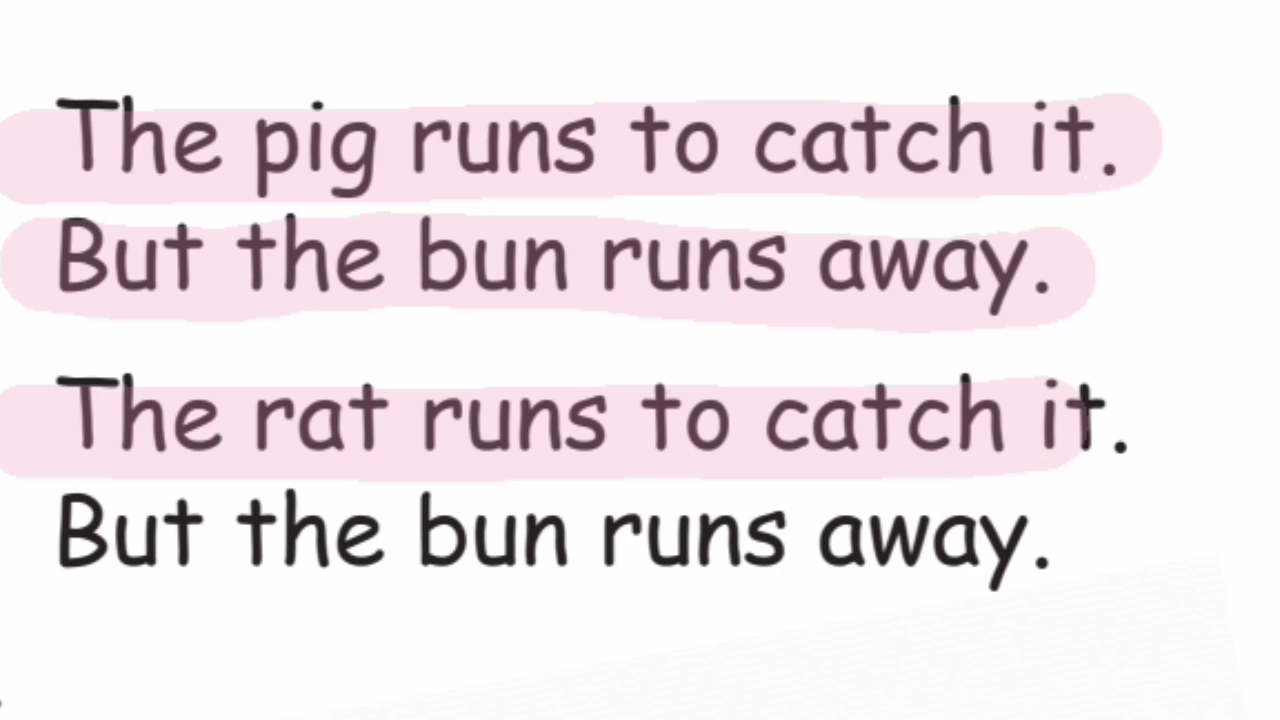 The pig runs to catch it.
But the bun runs away.
The rat runs to catch it.
But the bun runs away.